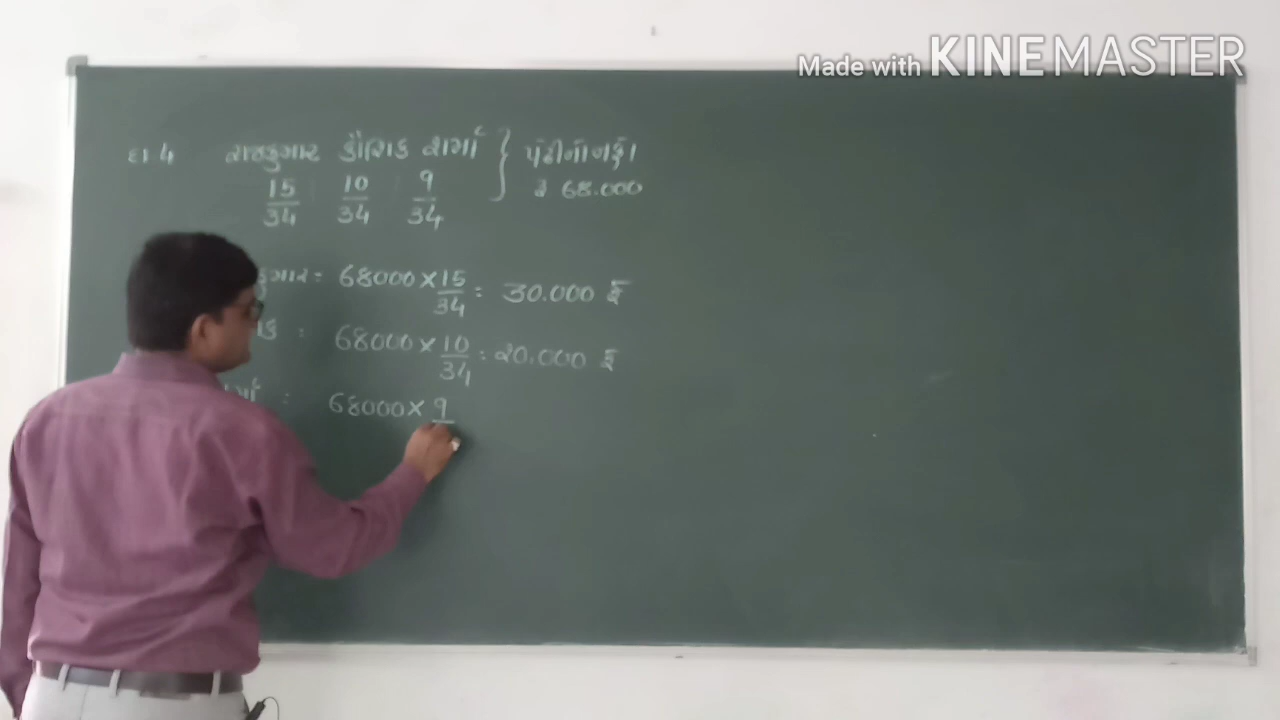 Made with KINEMASTER
દા 4 રાજકુમાર કૌશિક શર્મા } પેઢીનો નફો
15/34 10/34 9/34 ₹ 68.000
કુમાર = 68000 × 15/34 = 30.000 ₹
ક = 68000 × 10/34 = 20.000 ₹
ર્મા = 68000 × 9